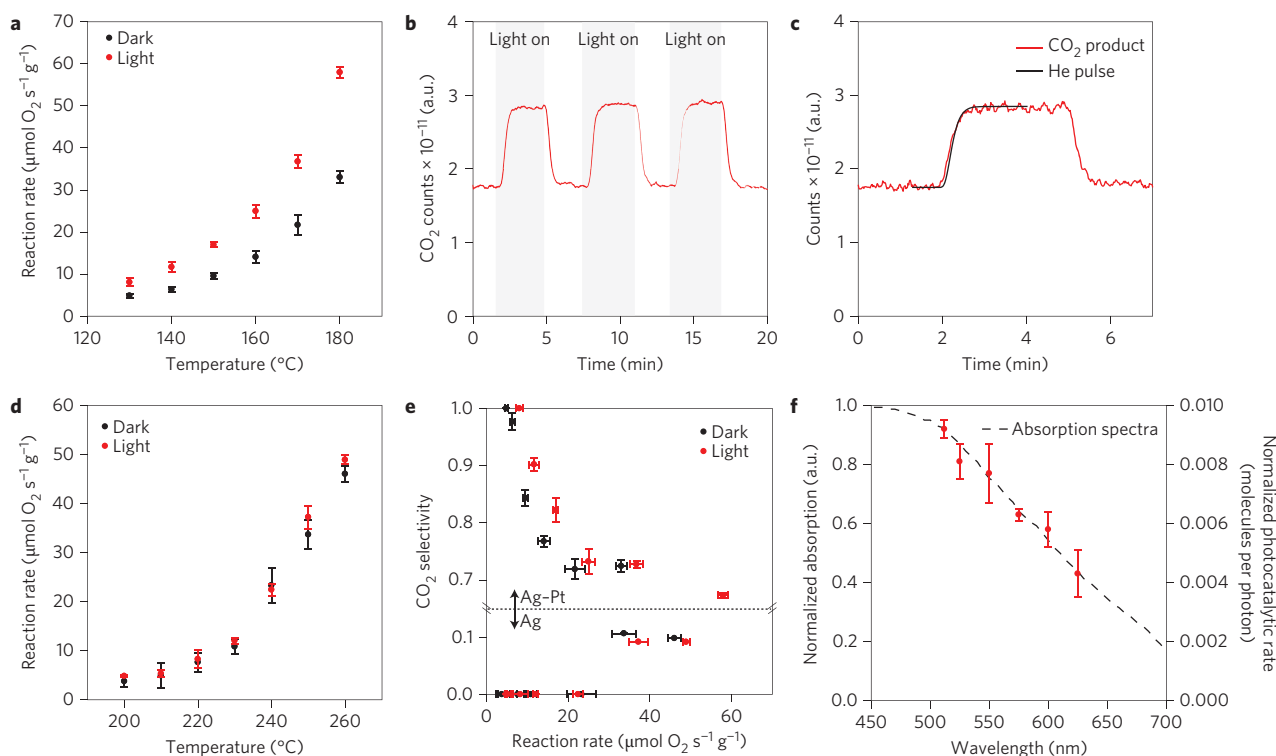 a
Reaction rate (μmol O₂ s⁻¹ g⁻¹)
70
60
50
40
30
20
10
0
Dark
Light
120
140
160
180
Temperature (°C)
b
CO₂ counts × 10⁻¹¹ (a.u.)
4
3
2
1
0
Light on
Light on
Light on
0
5
10
15
20
Time (min)
c
Counts × 10⁻¹¹ (a.u.)
4
3
2
1
0
CO₂ product
He pulse
0
2
4
6
Time (min)
d
Reaction rate (μmol O₂ s⁻¹ g⁻¹)
60
50
40
30
20
10
0
Dark
Light
200
220
240
260
Temperature (°C)
e
CO₂ selectivity
1.0
0.9
0.8
0.7
0.1
0.0
Dark
Light
Ag–Pt
Ag
0
20
40
60
Reaction rate (μmol O₂ s⁻¹ g⁻¹)
f
Normalized absorption (a.u.)
1.0
0.8
0.6
0.4
0.2
0.0
Absorption spectra
0.010
0.008
0.006
0.004
0.002
0.000
Normalized photocatalytic rate
(molecules per photon)
450
500
550
600
650
700
Wavelength (nm)